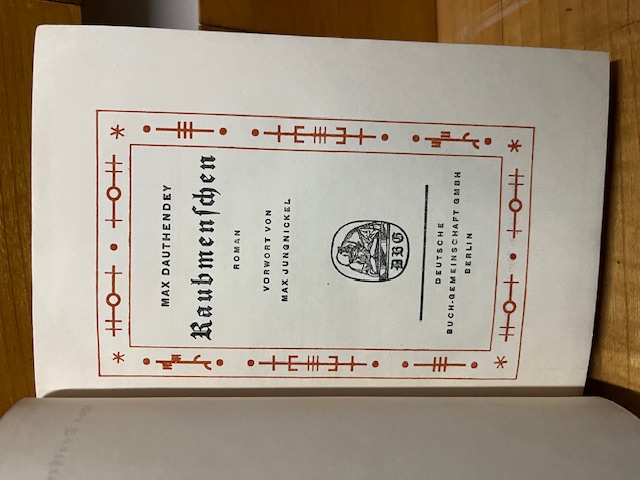 MAX DAUTHENDEY
Raubmenſchen
ROMAN
VORWORT VON
MAX JUNGNICKEL
DBG
DEUTSCHE
BUCH-GEMEINSCHAFT GMBH
BERLIN